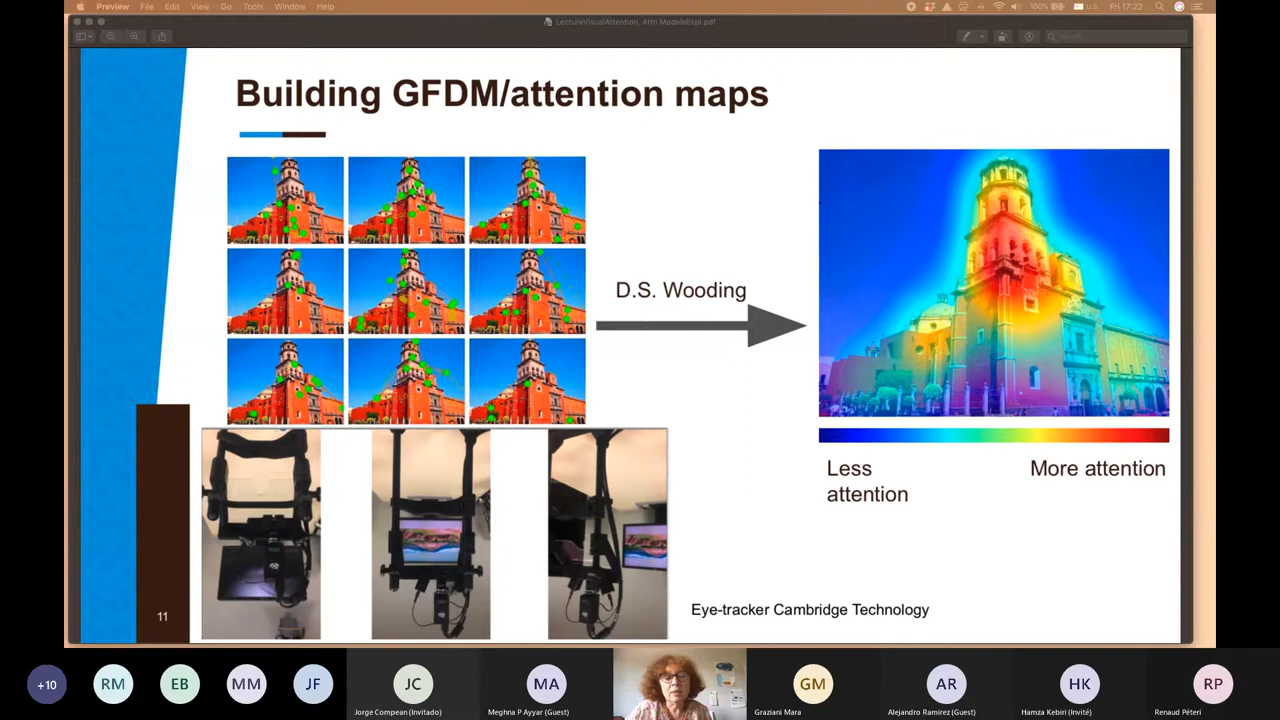 Preview File Edit View Go Tools Window Help
100%
U.S. Fri 17:22
LectureVisualAttention, Attn ModelsExpl.pdf
Search
Building GFDM/attention maps
D.S. Wooding
Less
attention
More attention
Eye-tracker Cambridge Technology
11
+10
RM
EB
MM
JF
JC
Jorge Compean (Invitado)
MA
Meghna P Ayyar (Guest)
GM
Graziani Mara
AR
Alejandro Ramirez (Guest)
HK
Hamza Kebiri (Invité)
RP
Renaud Péteri